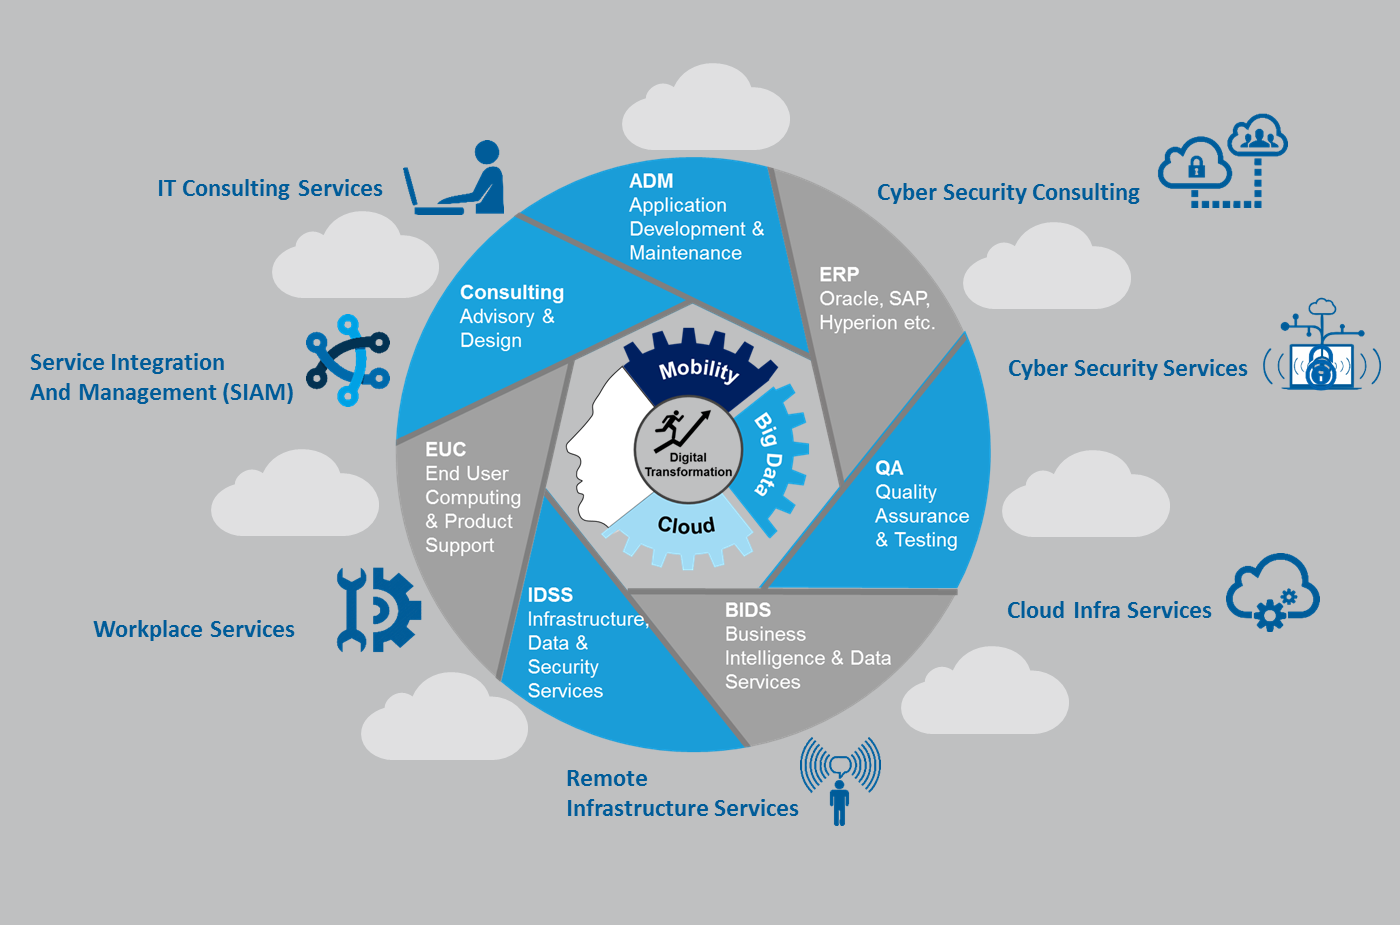 IT Consulting Services
Cyber Security Consulting
Service Integration
And Management (SIAM)
Cyber Security Services
Workplace Services
Cloud Infra Services
Remote
Infrastructure Services
ADM
Application
Development &
Maintenance
ERP
Oracle, SAP,
Hyperion etc.
QA
Quality
Assurance
& Testing
BIDS
Business
Intelligence & Data
Services
IDSS
Infrastructure,
Data &
Security
Services
EUC
End User
Computing
& Product
Support
Consulting
Advisory &
Design
Mobility
Big Data
Cloud
Digital
Transformation